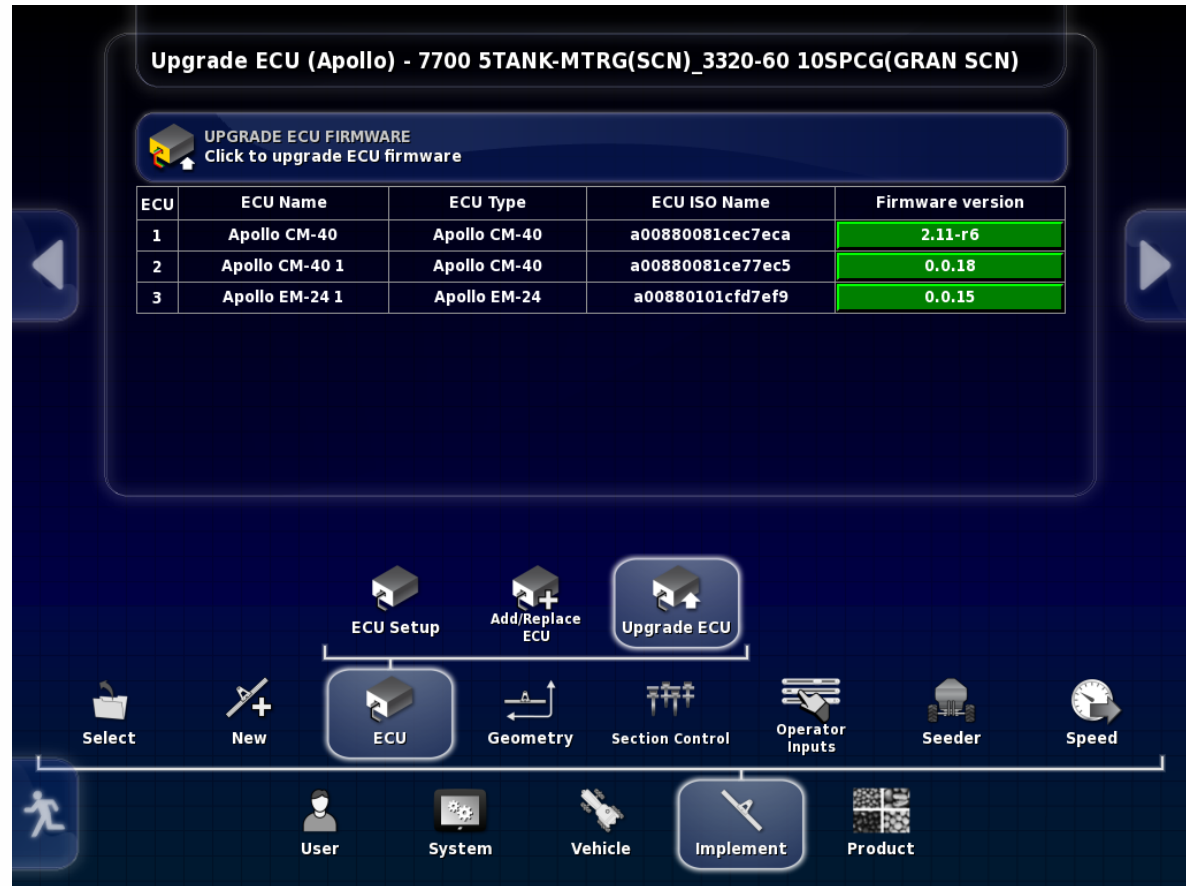 Upgrade ECU (Apollo) - 7700 5TANK-MTRG(SCN)_3320-60 10SPCG(GRAN SCN)
UPGRADE ECU FIRMWARE
Click to upgrade ECU firmware
ECU ECU Name ECU Type ECU ISO Name Firmware version
1 Apollo CM-40 Apollo CM-40 a00880081cec7eca 2.11-r6
2 Apollo CM-40 1 Apollo CM-40 a00880081ce77ec5 0.0.18
3 Apollo EM-24 1 Apollo EM-24 a00880101cfd7ef9 0.0.15
ECU Setup
Add/Replace
ECU
Upgrade ECU
Select
New
ECU
Geometry
Section Control
Operator
Inputs
Seeder
Speed
User
System
Vehicle
Implement
Product